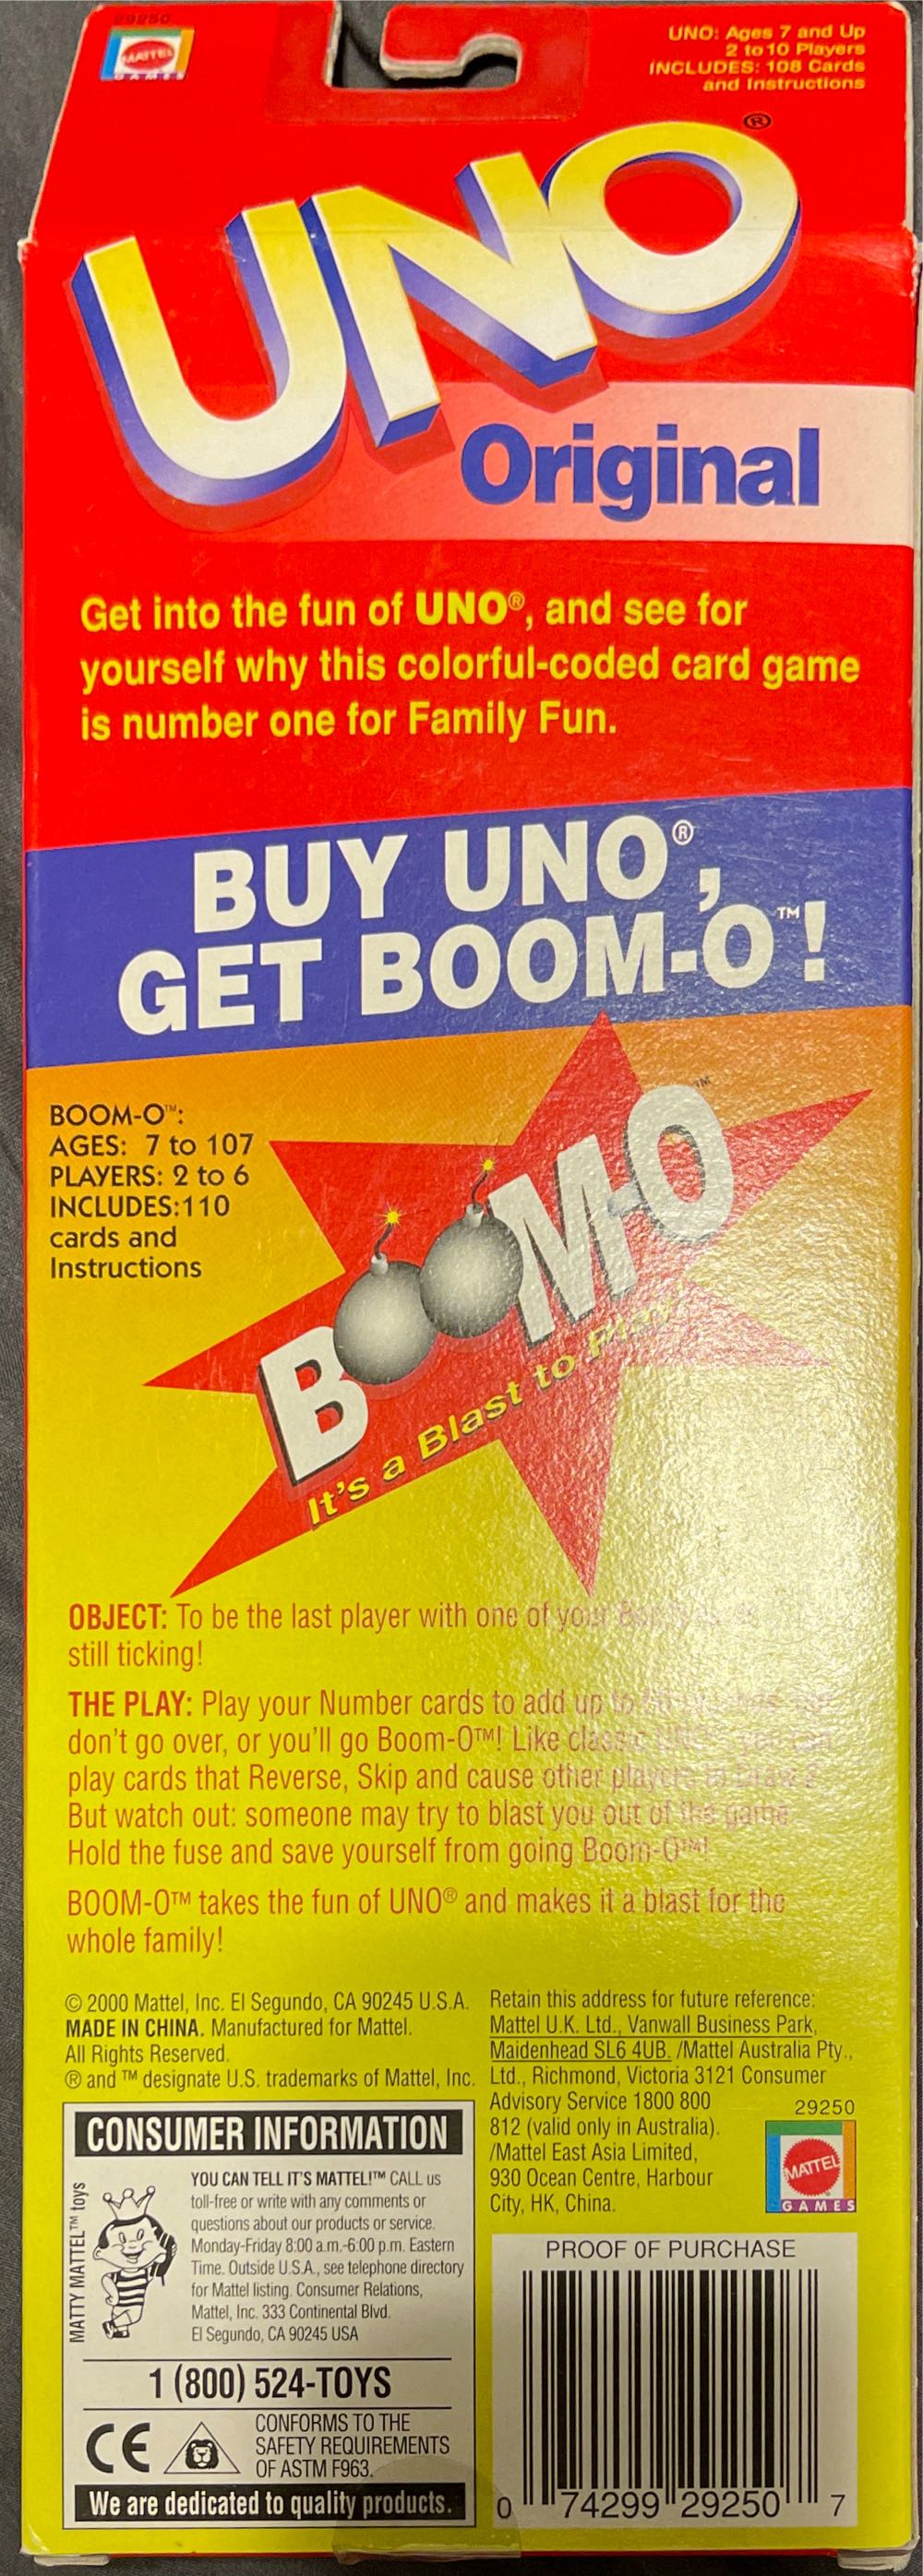 29250
MATTEL
GAMES
UNO: Ages 7 and Up
2 to 10 Players
INCLUDES: 108 Cards
and Instructions
UNO®
Original
Get into the fun of UNO®, and see for
yourself why this colorful-coded card game
is number one for Family Fun.
BUY UNO®,
GET BOOM-O™!
BOOM-O™:
AGES: 7 to 107
PLAYERS: 2 to 6
INCLUDES:110
cards and
Instructions
BOOM-O™
It's a Blast to Play!
OBJECT: To be the last player with one of your
still ticking!
THE PLAY: Play your Number cards to add up to
don't go over, or you'll go Boom-O™! Like classic UNO you can
play cards that Reverse, Skip and cause other players to Draw 2.
But watch out: someone may try to blast you out of the game.
Hold the fuse and save yourself from going Boom-O™!
BOOM-O™ takes the fun of UNO® and makes it a blast for the
whole family!
© 2000 Mattel, Inc. El Segundo, CA 90245 U.S.A.
MADE IN CHINA. Manufactured for Mattel.
All Rights Reserved.
® and ™ designate U.S. trademarks of Mattel, Inc.
Retain this address for future reference:
Mattel U.K. Ltd., Vanwall Business Park,
Maidenhead SL6 4UB. /Mattel Australia Pty.,
Ltd., Richmond, Victoria 3121 Consumer
Advisory Service 1800 800
812 (valid only in Australia).
/Mattel East Asia Limited,
930 Ocean Centre, Harbour
City, HK, China.
29250
MATTEL
GAMES
CONSUMER INFORMATION
MATTY MATTEL™ toys
YOU CAN TELL IT'S MATTEL!™ CALL us
toll-free or write with any comments or
questions about our products or service.
Monday-Friday 8:00 a.m.-6:00 p.m. Eastern
Time. Outside U.S.A., see telephone directory
for Mattel listing. Consumer Relations,
Mattel, Inc. 333 Continental Blvd.
El Segundo, CA 90245 USA
1 (800) 524-TOYS
CE
CONFORMS TO THE
SAFETY REQUIREMENTS
OF ASTM F963.
We are dedicated to quality products.
PROOF OF PURCHASE
0 74299 29250 7